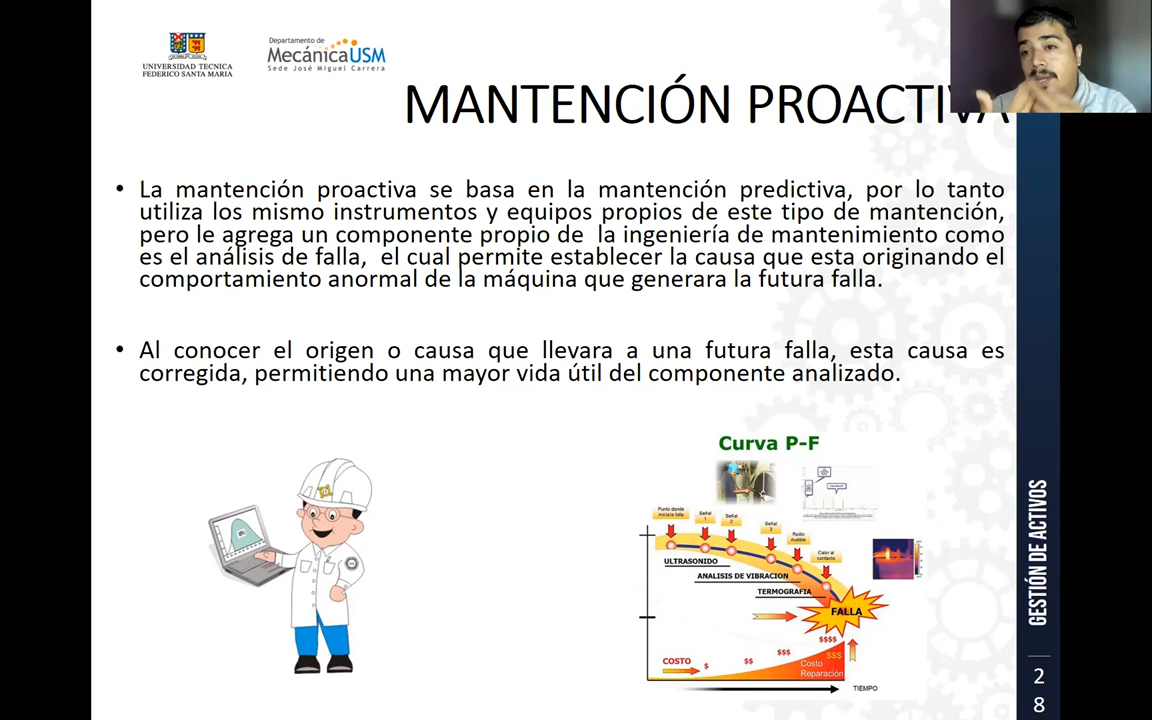 UNIVERSIDAD TECNICA
FEDERICO SANTA MARIA
Departamento de
MecánicaUSM
Sede José Miguel Carrera
MANTENCIÓN PROACTIVA
• La mantención proactiva se basa en la mantención predictiva, por lo tanto
utiliza los mismo instrumentos y equipos propios de este tipo de mantención,
pero le agrega un componente propio de la ingeniería de mantenimiento como
es el análisis de falla, el cual permite establecer la causa que esta originando el
comportamiento anormal de la máquina que generara la futura falla.
• Al conocer el origen o causa que llevara a una futura falla, esta causa es
corregida, permitiendo una mayor vida útil del componente analizado.
Curva P-F
Punto donde
inicia la falla
Señal
1
Señal
2
Señal
3
Ruido
Audible
Calor al
contacto
ULTRASONIDO
ANALISIS DE VIBRACION
TERMOGRAFIA
FALLA
COSTO
$
$$
$$$
$$$$
$$$
Costo
Reparación
TIEMPO
GESTIÓN DE ACTIVOS
2
8